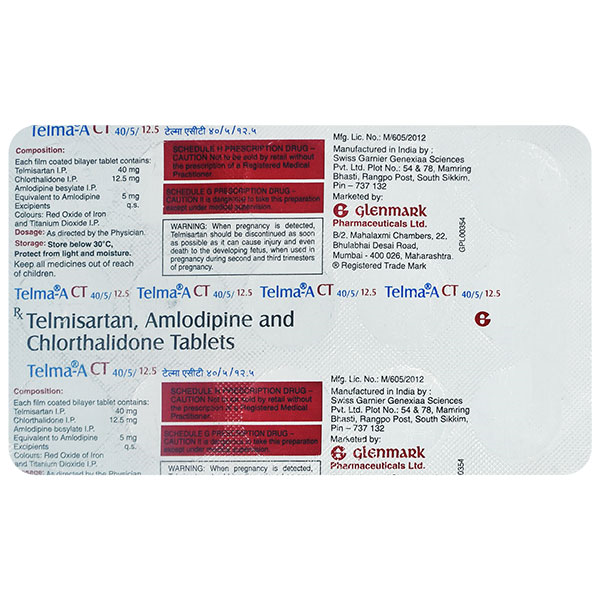 Telma®-A CT 40/5/12.5 टेल्मा एसीटी ४०/५/१२.५
Composition:
Each film coated bilayer tablet contains:
Telmisartan I.P. 40 mg
Chlorthalidone I.P. 12.5 mg
Amlodipine besylate I.P.
Equivalent to Amlodipine 5 mg
Excipients q.s.
Colours: Red Oxide of Iron
and Titanium Dioxide I.P.
Dosage: As directed by the Physician.
Storage: Store below 30°C,
Protect from light and moisture.
Keep all medicines out of reach
of children.
SCHEDULE H PRESCRIPTION DRUG –
CAUTION Not to be sold by retail without
the prescription of a Registered Medical
Practitioner.
SCHEDULE G PRESCRIPTION DRUG –
CAUTION It is dangerous to take this preparation
except under medical supervision.
WARNING: When pregnancy is detected,
Telmisartan should be discontinued as soon
as possible as it can cause injury and even
death to the developing fetus, when used in
pregnancy during second and third trimesters
of pregnancy.
Mfg. Lic. No.: M/605/2012
Manufactured in India by :
Swiss Garnier Genexiaa Sciences
Pvt. Ltd. Plot No.: 54 & 78, Mamring
Bhasti, Rangpo Post, South Sikkim,
Pin – 737 132
Marketed by:
G glenmark
Pharmaceuticals Ltd.
B/2, Mahalaxmi Chambers, 22,
Bhulabhai Desai Road,
Mumbai - 400 026, Maharashtra.
® Registered Trade Mark
GPL00354
Telma®-A CT 40/5/12.5 Telma®-A CT 40/5/12.5 Telma®-A CT 40/5/12.5 Telma®-A CT 40/5/12.5
Rx Telmisartan, Amlodipine and
Chlorthalidone Tablets
G
Telma®-A CT 40/5/12.5 टेल्मा एसीटी ४०/५/१२.५
Composition:
Each film coated bilayer tablet contains:
Telmisartan I.P. 40 mg
Chlorthalidone I.P. 12.5 mg
Amlodipine besylate I.P.
Equivalent to Amlodipine 5 mg
Excipients q.s.
Colours: Red Oxide of Iron
and Titanium Dioxide I.P.
Dosage: As directed by the Physician.
SCHEDULE H PRESCRIPTION DRUG –
CAUTION Not to be sold by retail without
the prescription of a Registered Medical
Practitioner.
SCHEDULE G PRESCRIPTION DRUG –
CAUTION It is dangerous to take this preparation
except under medical supervision.
WARNING: When pregnancy is detected,
Mfg. Lic. No.: M/605/2012
Manufactured in India by :
Swiss Garnier Genexiaa Sciences
Pvt. Ltd. Plot No.: 54 & 78, Mamring
Bhasti, Rangpo Post, South Sikkim,
Pin – 737 132
Marketed by:
G glenmark
Pharmaceuticals Ltd.
0354